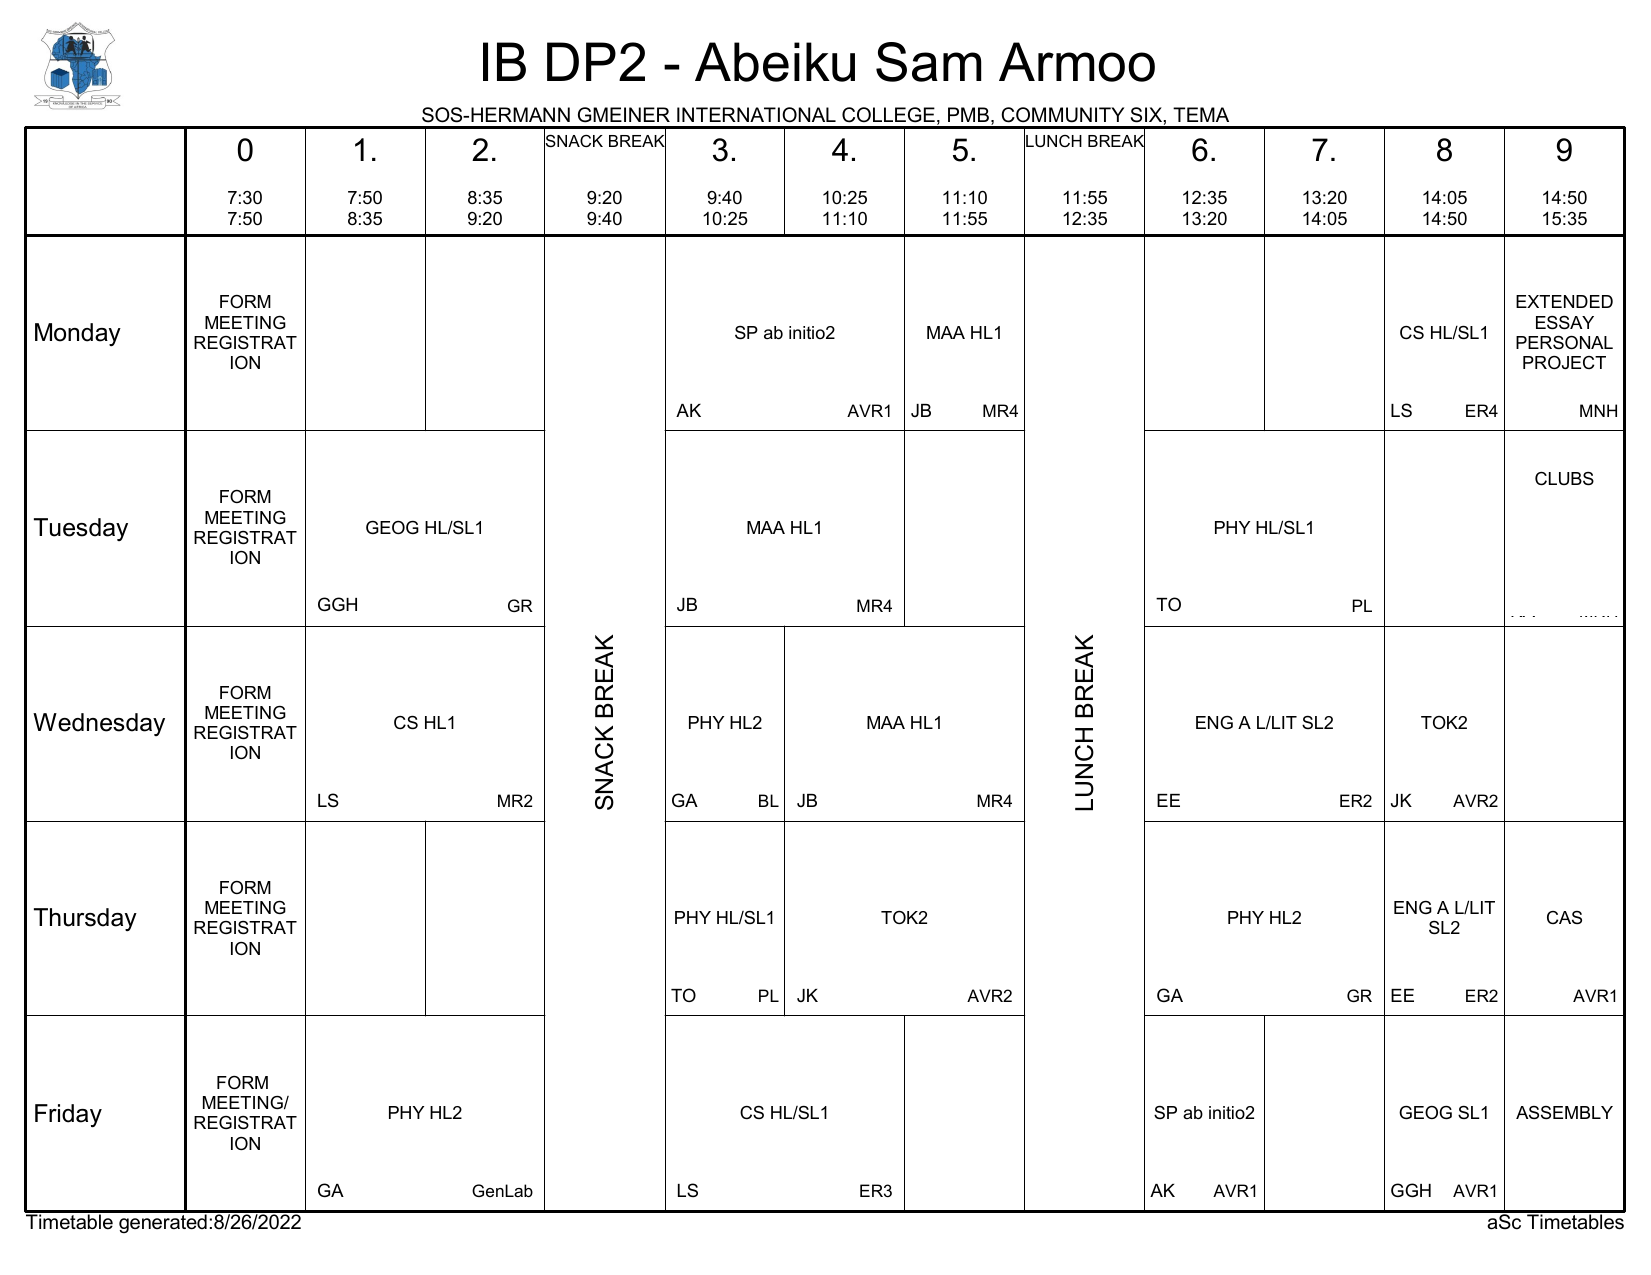 IB DP2 - Abeiku Sam Armoo
SOS-HERMANN GMEINER INTERNATIONAL COLLEGE, PMB, COMMUNITY SIX, TEMA
0 1. 2. SNACK BREAK 3. 4. 5. LUNCH BREAK 6. 7. 8 9
7:30 7:50 8:35 9:20 9:40 10:25 11:10 11:55 12:35 13:20 14:05 14:50
7:50 8:35 9:20 9:40 10:25 11:10 11:55 12:35 13:20 14:05 14:50 15:35
SNACK BREAK
LUNCH BREAK
Monday
FORM
MEETING
REGISTRAT
ION
SP ab initio2
AK AVR1
MAA HL1
JB MR4
CS HL/SL1
LS ER4
EXTENDED
ESSAY
PERSONAL
PROJECT
MNH
Tuesday
FORM
MEETING
REGISTRAT
ION
GEOG HL/SL1
GGH GR
MAA HL1
JB MR4
PHY HL/SL1
TO PL
CLUBS
Wednesday
FORM
MEETING
REGISTRAT
ION
CS HL1
LS MR2
PHY HL2
GA BL
MAA HL1
JB MR4
ENG A L/LIT SL2
EE ER2
TOK2
JK AVR2
Thursday
FORM
MEETING
REGISTRAT
ION
PHY HL/SL1
TO PL
TOK2
JK AVR2
PHY HL2
GA GR
ENG A L/LIT
SL2
EE ER2
CAS
AVR1
Friday
FORM
MEETING/
REGISTRAT
ION
PHY HL2
GA GenLab
CS HL/SL1
LS ER3
SP ab initio2
AK AVR1
GEOG SL1
GGH AVR1
ASSEMBLY
Timetable generated:8/26/2022
aSc Timetables